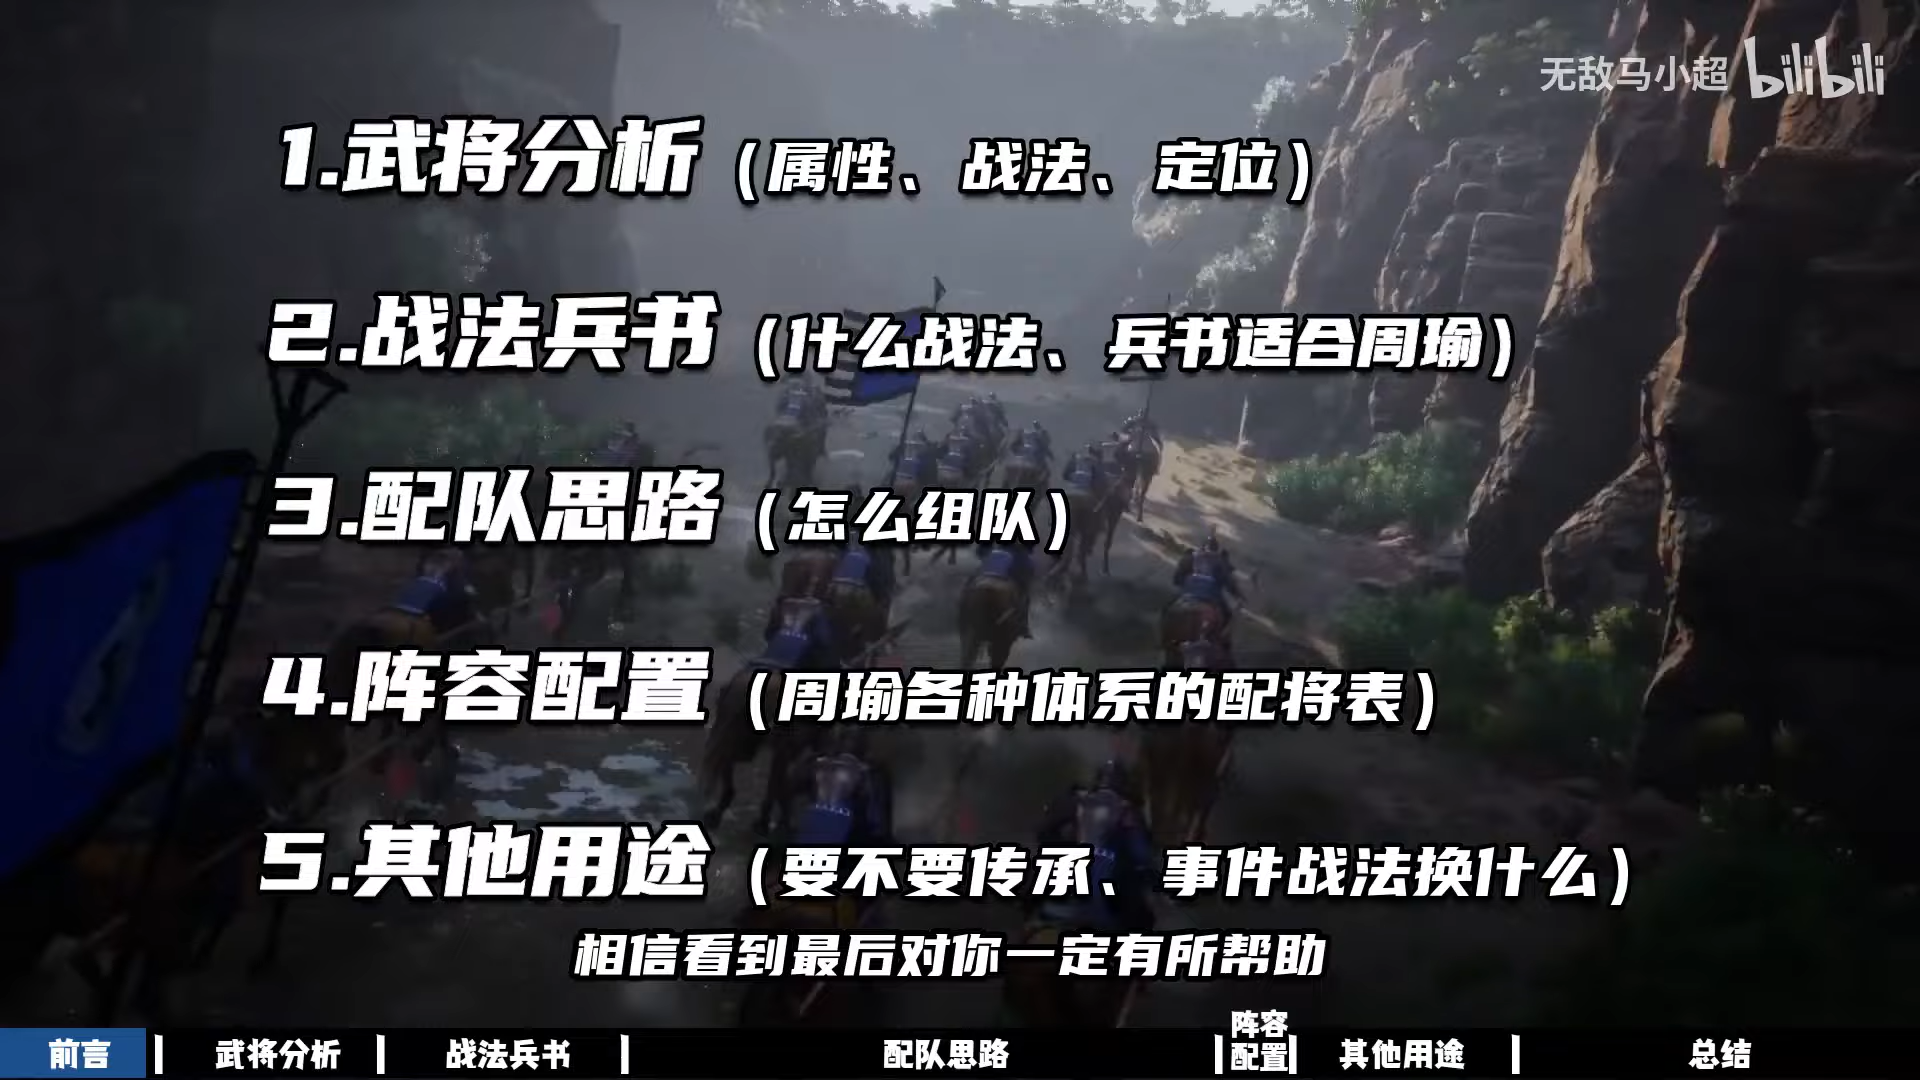 无敌马小超 bilibili
1.武将分析（属性、战法、定位）
2.战法兵书（什么战法、兵书适合周瑜）
3.配队思路（怎么组队）
4.阵容配置（周瑜各种体系的配将表）
5.其他用途（要不要传承、事件战法换什么）
相信看到最后对你一定有所帮助
前言 武将分析 战法兵书 配队思路 阵容配置 其他用途 总结